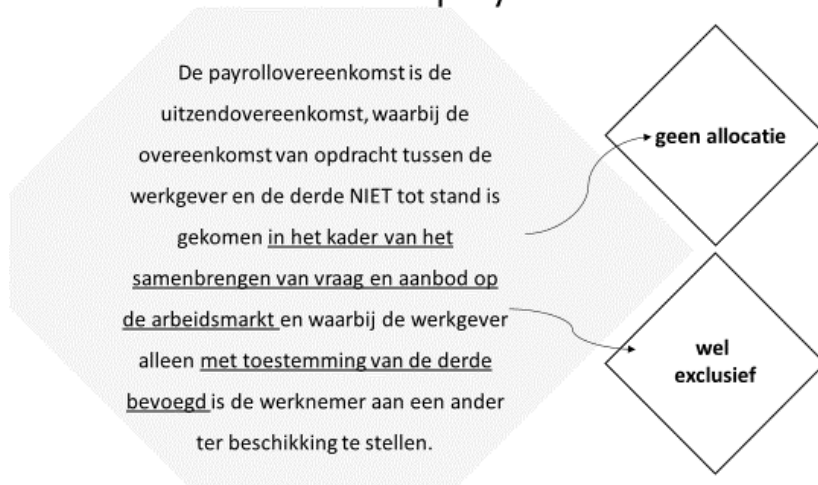 De payrollovereenkomst is de
uitzendovereenkomst, waarbij de
overeenkomst van opdracht tussen de
werkgever en de derde NIET tot stand is
gekomen in het kader van het
samenbrengen van vraag en aanbod op
de arbeidsmarkt en waarbij de werkgever
alleen met toestemming van de derde
bevoegd is de werknemer aan een ander
ter beschikking te stellen.
geen allocatie
wel
exclusief